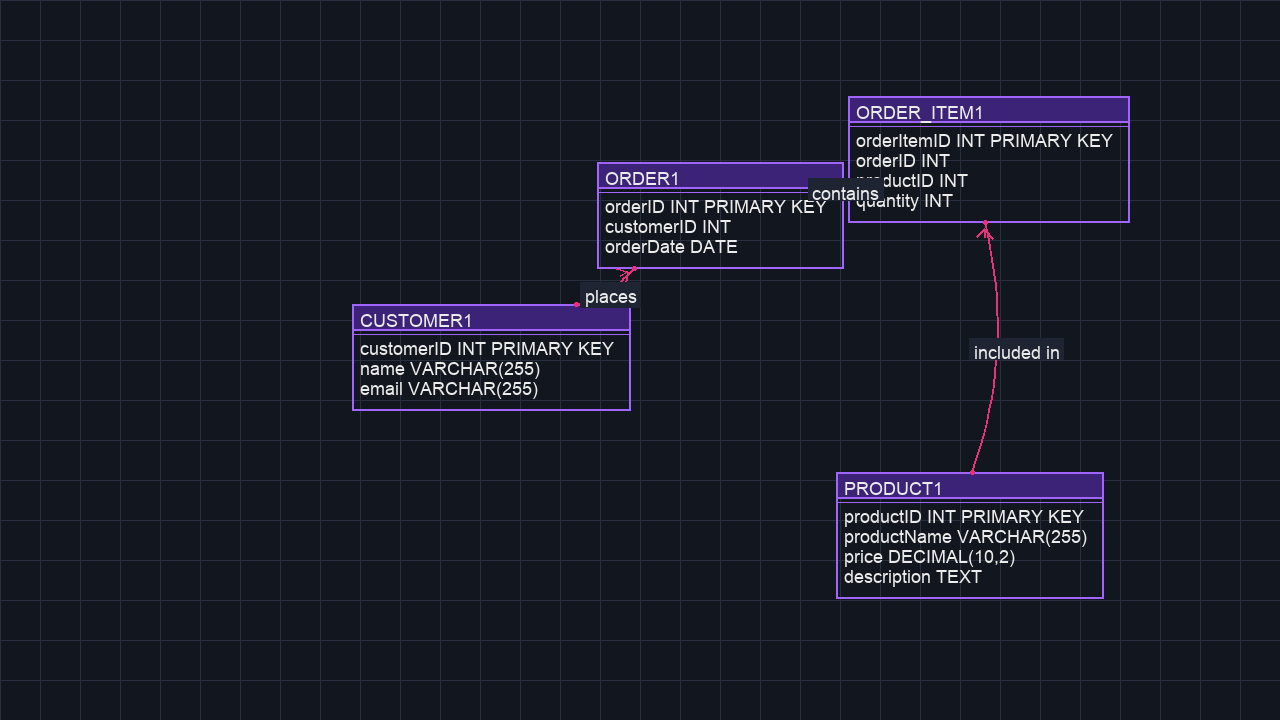 ORDER_ITEM1
orderItemID INT PRIMARY KEY
orderID INT
productID INT
quantity INT
ORDER1
orderID INT PRIMARY KEY
customerID INT
orderDate DATE
contains
places
CUSTOMER1
customerID INT PRIMARY KEY
name VARCHAR(255)
email VARCHAR(255)
included in
PRODUCT1
productID INT PRIMARY KEY
productName VARCHAR(255)
price DECIMAL(10,2)
description TEXT